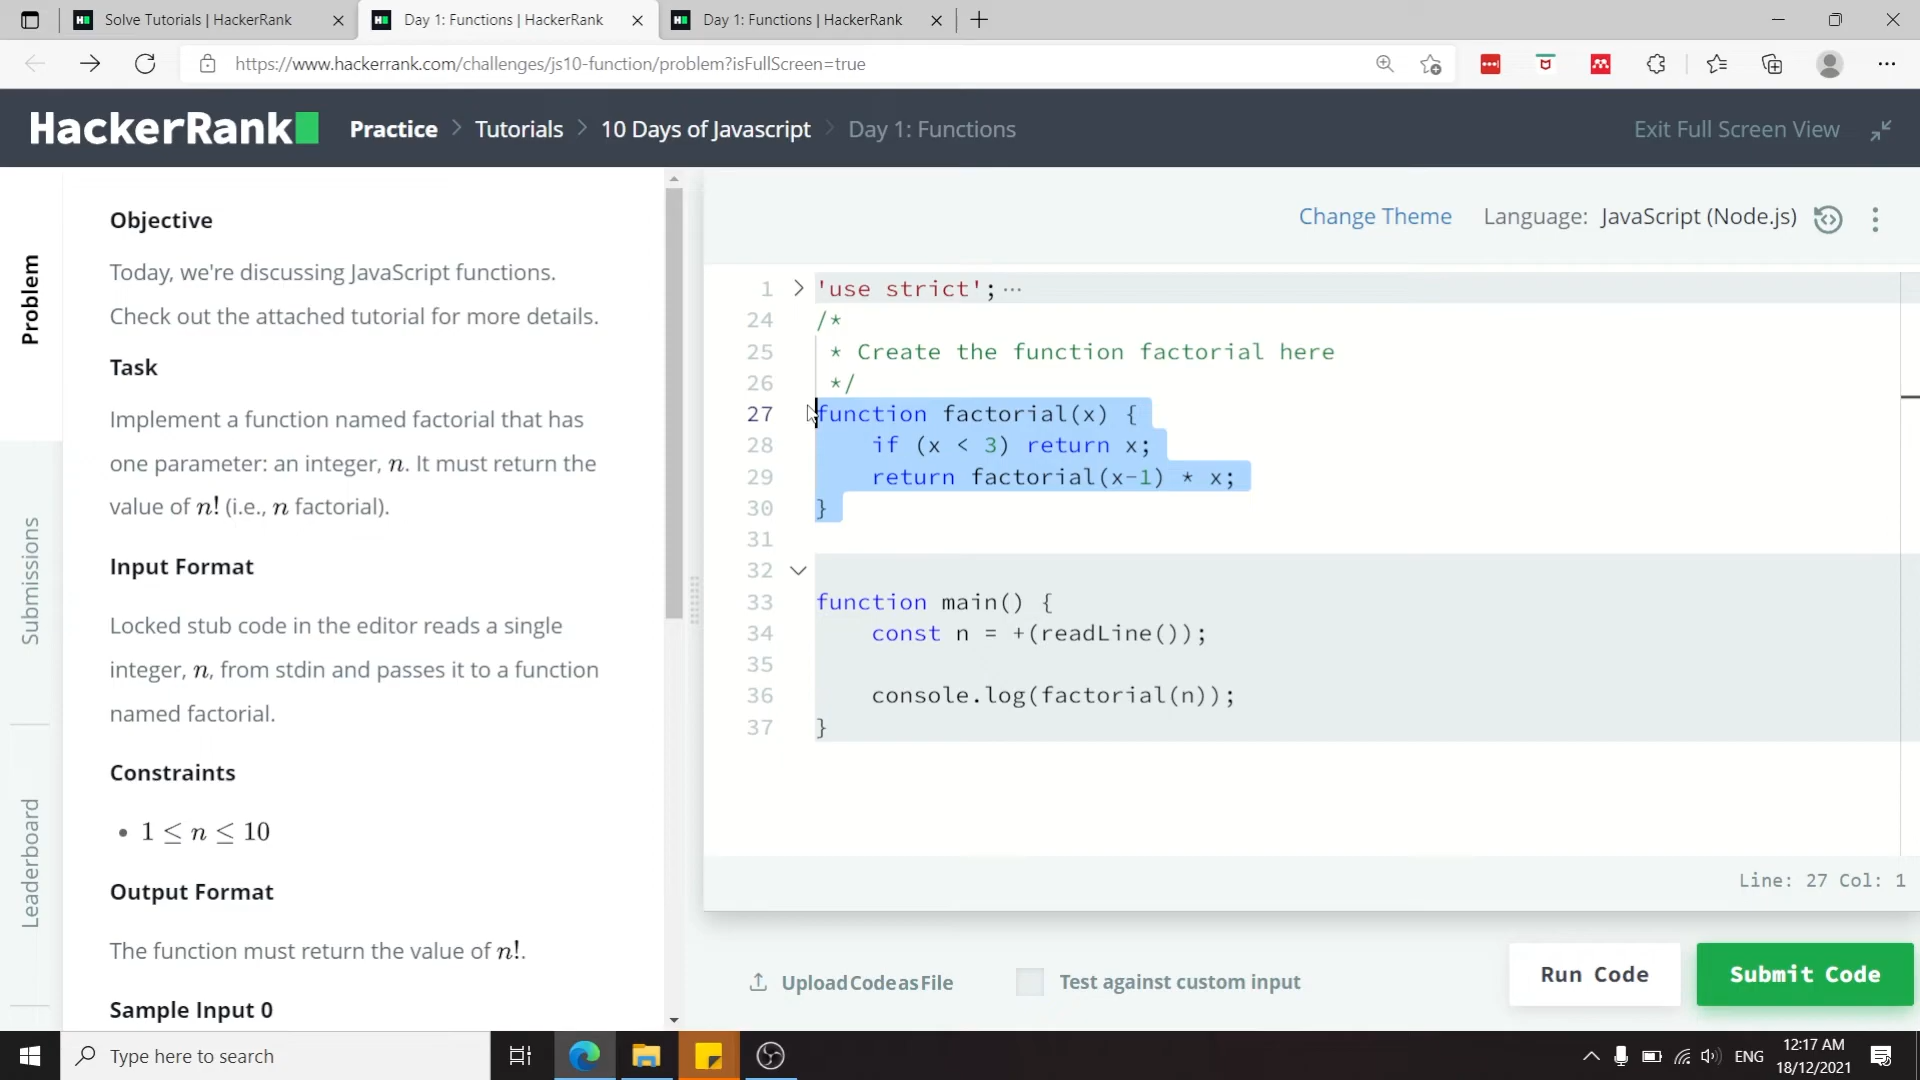 Solve Tutorials | HackerRank
Day 1: Functions | HackerRank
Day 1: Functions | HackerRank
https://www.hackerrank.com/challenges/js10-function/problem?isFullScreen=true
HackerRank
Practice > Tutorials > 10 Days of Javascript > Day 1: Functions
Exit Full Screen View
Problem
Submissions
Leaderboard
Objective
Today, we're discussing JavaScript functions.
Check out the attached tutorial for more details.
Task
Implement a function named factorial that has
one parameter: an integer, n. It must return the
value of n! (i.e., n factorial).
Input Format
Locked stub code in the editor reads a single
integer, n, from stdin and passes it to a function
named factorial.
Constraints
• 1 ≤ n ≤ 10
Output Format
The function must return the value of n!.
Sample Input 0
Change Theme
Language: JavaScript (Node.js)
1 > 'use strict'; ···
24 /*
25  * Create the function factorial here
26  */
27 function factorial(x) {
28     if (x < 3) return x;
29     return factorial(x-1) * x;
30 }
31
32
33 function main() {
34     const n = +(readLine());
35
36     console.log(factorial(n));
37 }
Line: 27 Col: 1
Upload Code as File
Test against custom input
Run Code
Submit Code
Type here to search
ENG
12:17 AM
18/12/2021